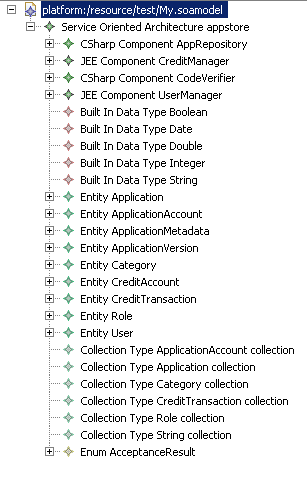 platform:/resource/test/My.soamodel
Service Oriented Architecture appstore
CSharp Component AppRepository
JEE Component CreditManager
CSharp Component CodeVerifier
JEE Component UserManager
Built In Data Type Boolean
Built In Data Type Date
Built In Data Type Double
Built In Data Type Integer
Built In Data Type String
Entity Application
Entity ApplicationAccount
Entity ApplicationMetadata
Entity ApplicationVersion
Entity Category
Entity CreditAccount
Entity CreditTransaction
Entity Role
Entity User
Collection Type ApplicationAccount collection
Collection Type Application collection
Collection Type Category collection
Collection Type CreditTransaction collection
Collection Type Role collection
Collection Type String collection
Enum AcceptanceResult